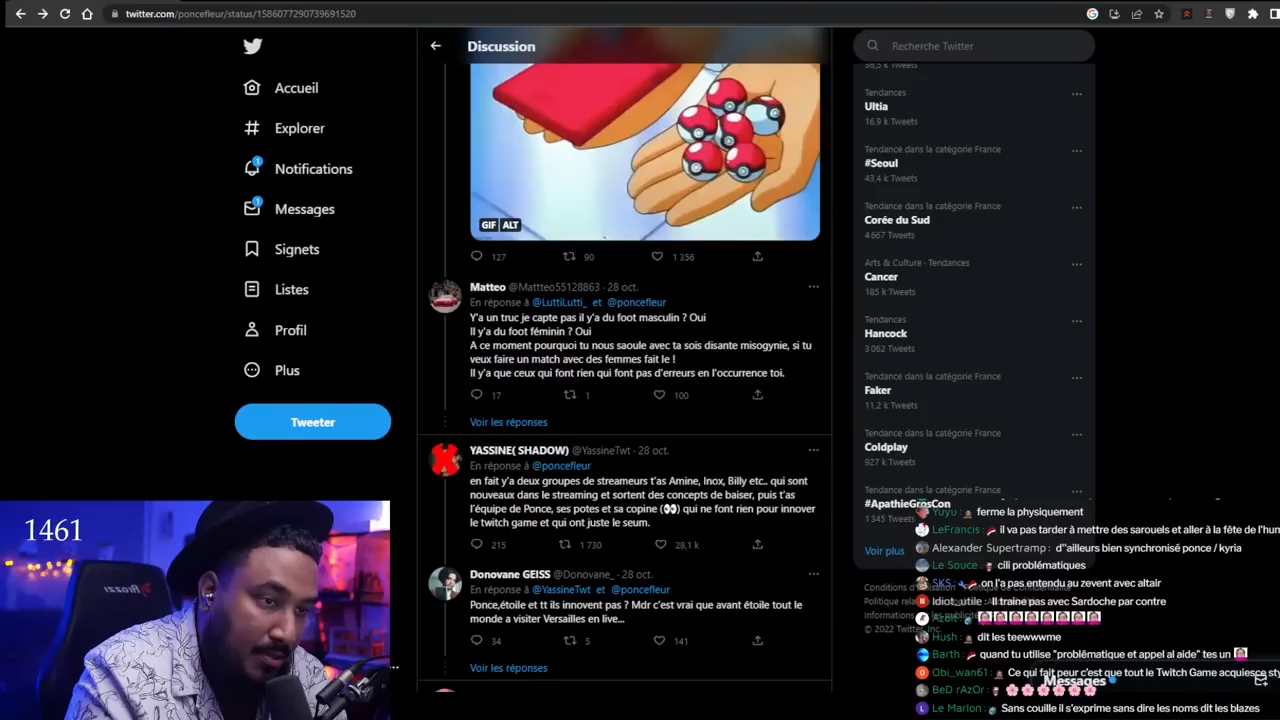 twitter.com/poncefleur/status/1586077290739691520
Accueil
Explorer
1
Notifications
1
Messages
Signets
Listes
Profil
Plus
Tweeter
1461
Discussion
GIF ALT
127 90 1 356
Matteo @Mattteo55128863 · 28 oct.
En réponse à @LuttiLutti_ et @poncefleur
Y'a un truc je capte pas il y'a du foot masculin ? Oui
Il y'a du foot féminin ? Oui
A ce moment pourquoi tu nous saoule avec ta sois disante misogynie, si tu
veux faire un match avec des femmes fait le !
Il y'a que ceux qui font rien qui font pas d'erreurs en l'occurrence toi.
17 1 100
Voir les réponses
YASSINE( SHADOW) @YassineTwt · 28 oct.
En réponse à @poncefleur
en fait y'a deux groupes de streameurs t'as Amine, Inox, Billy etc.. qui sont
nouveaux dans le streaming et sortent des concepts de baiser, puis t'as
l'équipe de Ponce, ses potes et sa copine (👀) qui ne font rien pour innover
le twitch game et qui ont juste le seum.
215 1 730 28,1 k
Donovane GEISS @Donovane_ · 28 oct.
En réponse à @YassineTwt et @poncefleur
Ponce,étoile et tt ils innovent pas ? Mdr c'est vrai que avant étoile tout le
monde a visiter Versailles en live...
34 5 141
Voir les réponses
Recherche Twitter
36,5 k Tweets
Tendances
Ultia
16,9 k Tweets
Tendance dans la catégorie France
#Seoul
43,4 k Tweets
Tendance dans la catégorie France
Corée du Sud
4 667 Tweets
Arts & Culture · Tendances
Cancer
185 k Tweets
Tendances
Hancock
3 062 Tweets
Tendance dans la catégorie France
Faker
11,2 k Tweets
Tendance dans la catégorie France
Coldplay
927 k Tweets
Tendance dans la catégorie France
#ApathieGrosCon
1 345 Tweets
Voir plus
© 2022 Twitter, Inc.
Yuyu : ferme la physiquement
LeFrancis : il va pas tarder à mettre des sarouels et aller à la fête de l'hum
Alexander Supertramp : d''ailleurs bien synchronisé ponce / kyria
Le Souce : cili problématiques
SKS : on l'a pas entendu au zevent avec altair
Idiot_utile : Il traîne pas avec Sardoche par contre
Hush : dit les teewwwme
Barth : quand tu utilise "problématique et appel al aide" tes un
Obi_wan61 : Ce qui fait peur c'est que tout le Twitch Game acquiesce st
Messages
BeD rAzOr : 🌸🌸🌸🌸🌸🌸
Le Marlon : Sans couille il s'exprime sans dire les noms dit les blazes